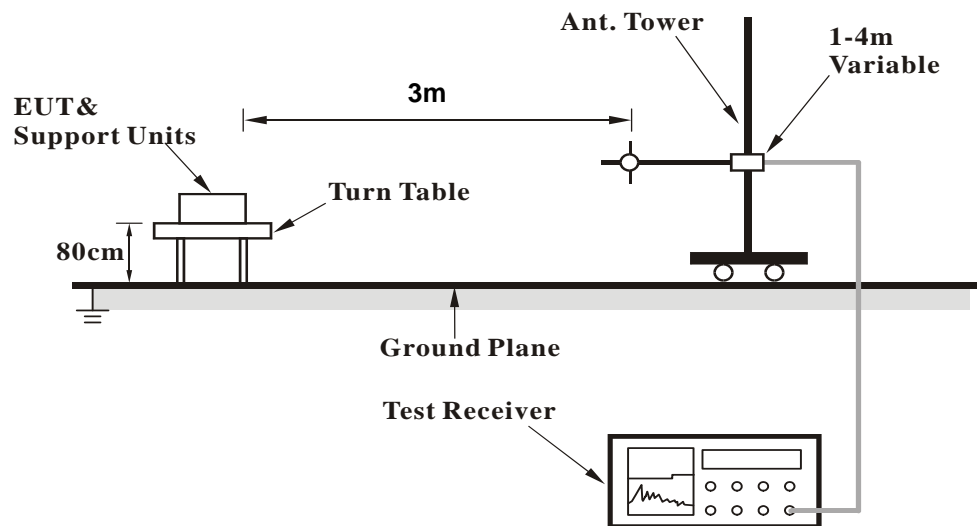 Ant. Tower
1-4m
Variable
3m
EUT&
Support Units
Turn Table
80cm
Ground Plane
Test Receiver